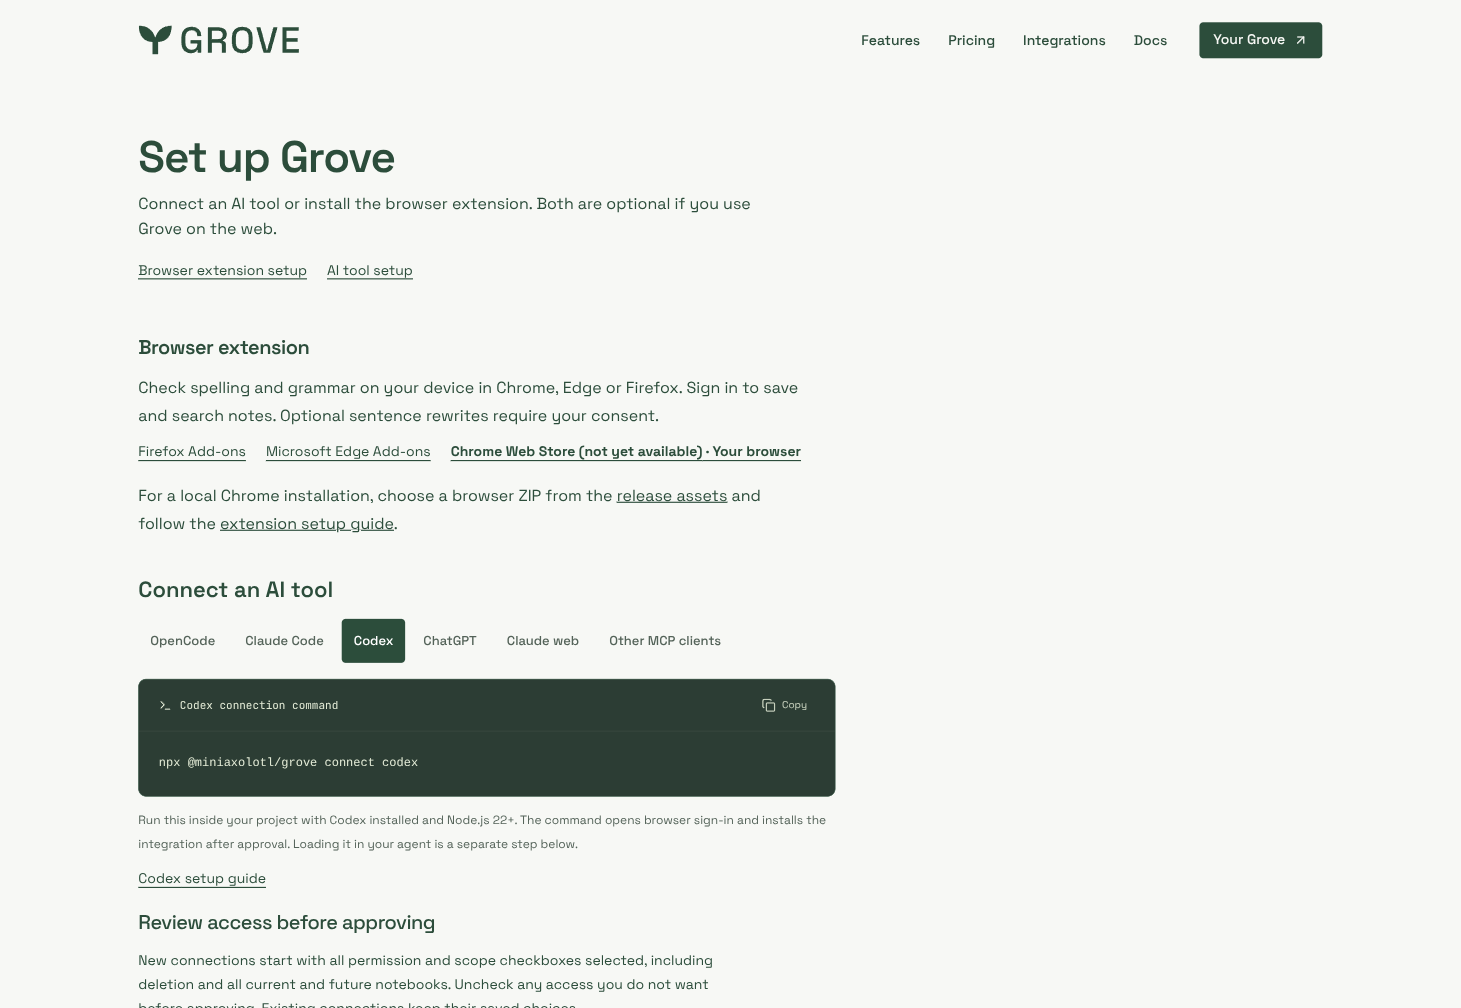 GROVE
Features
Pricing
Integrations
Docs
Your Grove
Set up Grove
Connect an AI tool or install the browser extension. Both are optional if you use
Grove on the web.
Browser extension setup
AI tool setup
Browser extension
Check spelling and grammar on your device in Chrome, Edge or Firefox. Sign in to save
and search notes. Optional sentence rewrites require your consent.
Firefox Add-ons
Microsoft Edge Add-ons
Chrome Web Store (not yet available) · Your browser
For a local Chrome installation, choose a browser ZIP from the release assets and
follow the extension setup guide.
Connect an AI tool
OpenCode
Claude Code
Codex
ChatGPT
Claude web
Other MCP clients
Codex connection command
Copy
npx @miniaxolotl/grove connect codex
Run this inside your project with Codex installed and Node.js 22+. The command opens browser sign-in and installs the
integration after approval. Loading it in your agent is a separate step below.
Codex setup guide
Review access before approving
New connections start with all permission and scope checkboxes selected, including
deletion and all current and future notebooks. Uncheck any access you do not want
before approving. Existing connections keep their saved choices.